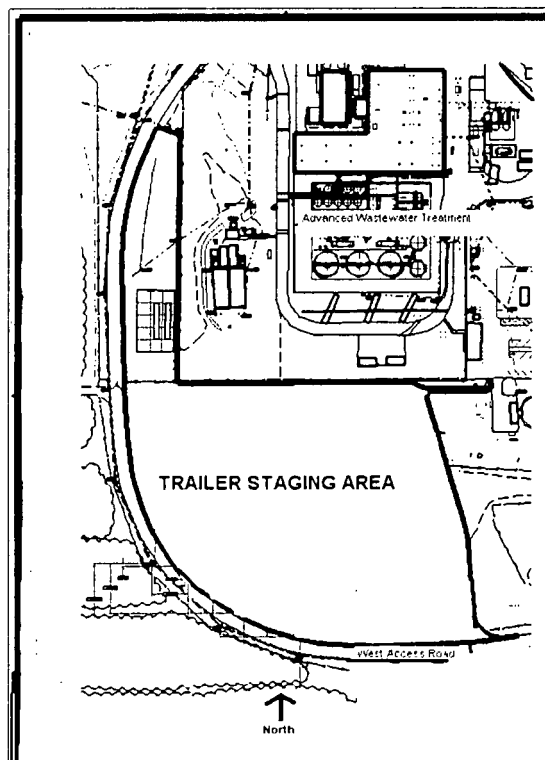 Advanced Wastewater Treatment
TRAILER STAGING AREA
West Access Road
North